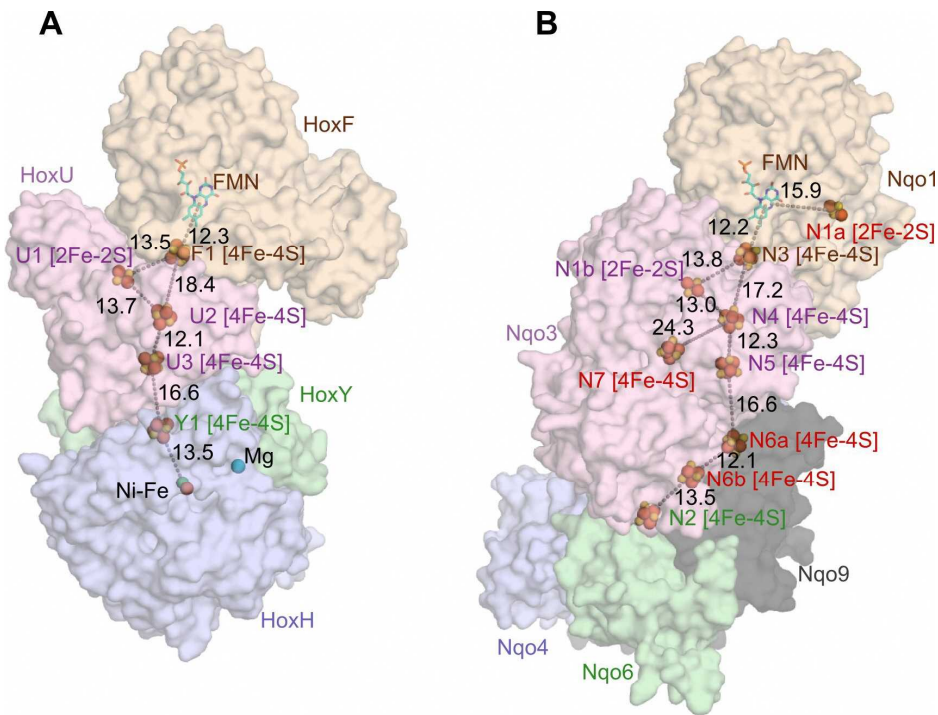 A
HoxF
HoxU
FMN
13.5
12.3
U1 [2Fe-2S]
F1 [4Fe-4S]
13.7
18.4
U2 [4Fe-4S]
12.1
U3 [4Fe-4S]
16.6
HoxY
Y1 [4Fe-4S]
13.5
Mg
Ni-Fe
HoxH
B
FMN
15.9
Nqo1
12.2
N1a [2Fe-2S]
13.8
N3 [4Fe-4S]
N1b [2Fe-2S]
17.2
13.0
N4 [4Fe-4S]
24.3
12.3
Nqo3
N5 [4Fe-4S]
N7 [4Fe-4S]
16.6
N6a [4Fe-4S]
12.1
N6b [4Fe-4S]
13.5
N2 [4Fe-4S]
Nqo9
Nqo4
Nqo6